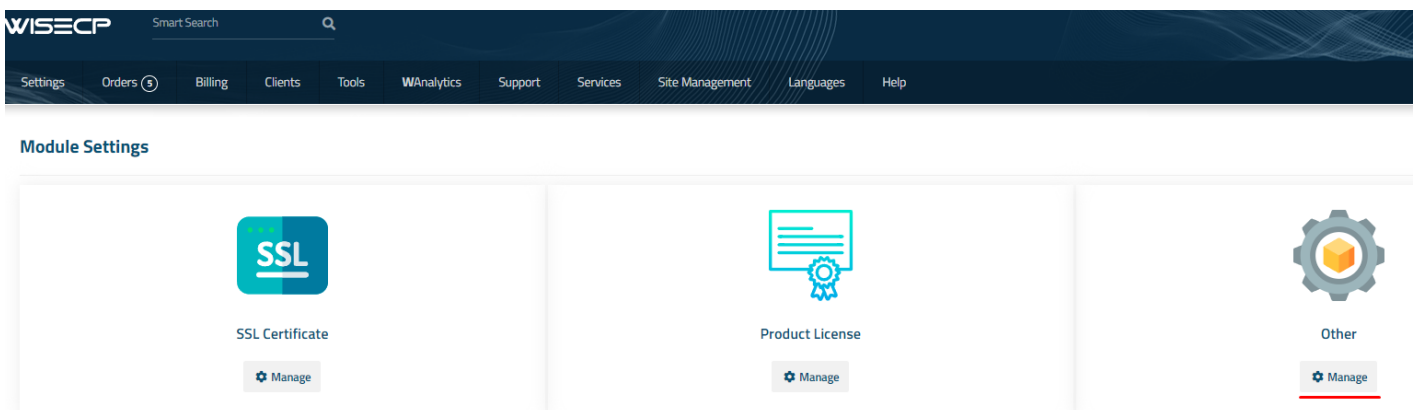 WISECP
Smart Search
Settings Orders 5 Billing Clients Tools WAnalytics Support Services Site Management Languages Help
Module Settings
SSL
SSL Certificate Product License Other
Manage Manage Manage